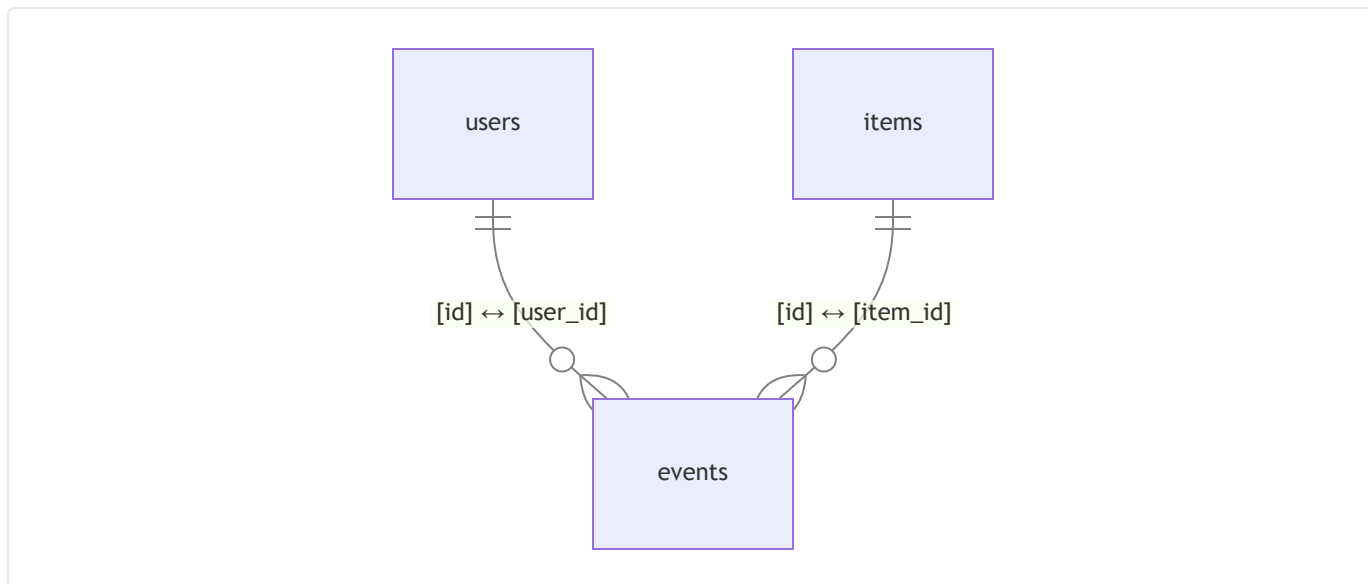 users
items
[id] ↔ [user_id]
[id] ↔ [item_id]
events